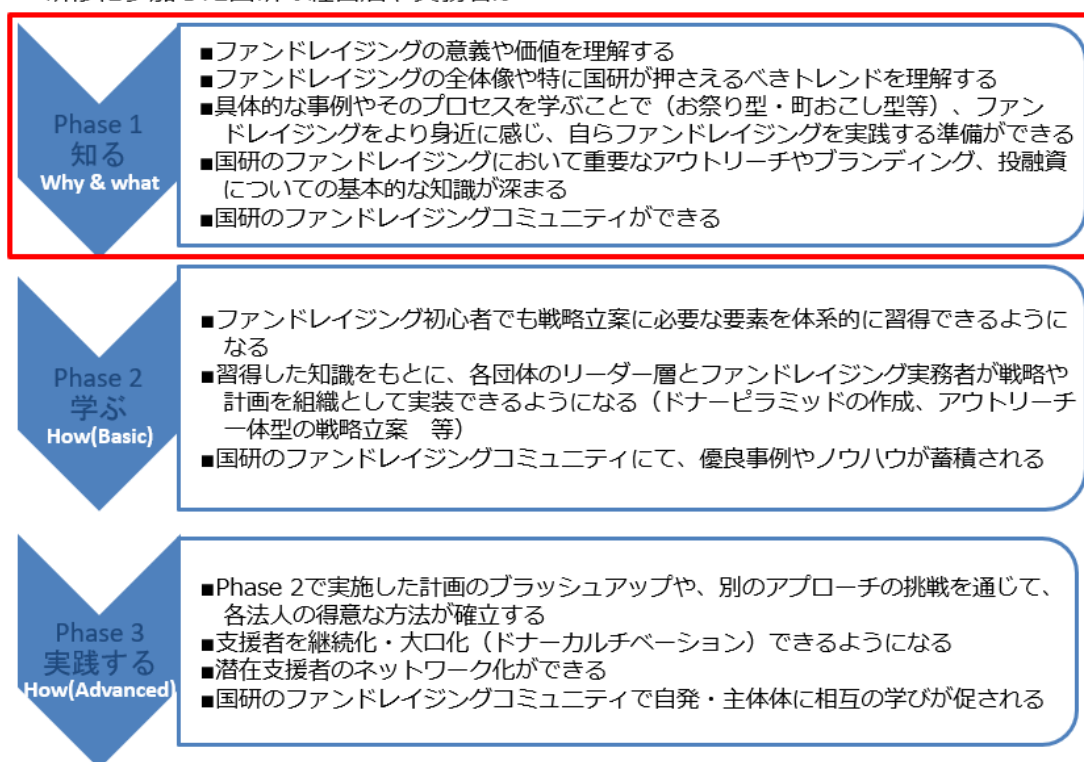 Phase 1
知る
Why & what
■ファンドレイジングの意義や価値を理解する
■ファンドレイジングの全体像や特に国研が押さえるべきトレンドを理解する
■具体的な事例やそのプロセスを学ぶことで（お祭り型・町おこし型等）、ファン
ドレイジングをより身近に感じ、自らファンドレイジングを実践する準備ができる
■国研のファンドレイジングにおいて重要なアウトリーチやブランディング、投融資
についての基本的な知識が深まる
■国研のファンドレイジングコミュニティができる
Phase 2
学ぶ
How(Basic)
■ファンドレイジング初心者でも戦略立案に必要な要素を体系的に習得できるように
なる
■習得した知識をもとに、各団体のリーダー層とファンドレイジング実務者が戦略や
計画を組織として実装できるようになる（ドナーピラミッドの作成、アウトリーチ
一体型の戦略立案　等）
■国研のファンドレイジングコミュニティにて、優良事例やノウハウが蓄積される
Phase 3
実践する
How(Advanced)
■Phase 2で実施した計画のブラッシュアップや、別のアプローチの挑戦を通じて、
各法人の得意な方法が確立する
■支援者を継続化・大口化（ドナーカルチベーション）できるようになる
■潜在支援者のネットワーク化ができる
■国研のファンドレイジングコミュニティで自発・主体体に相互の学びが促される